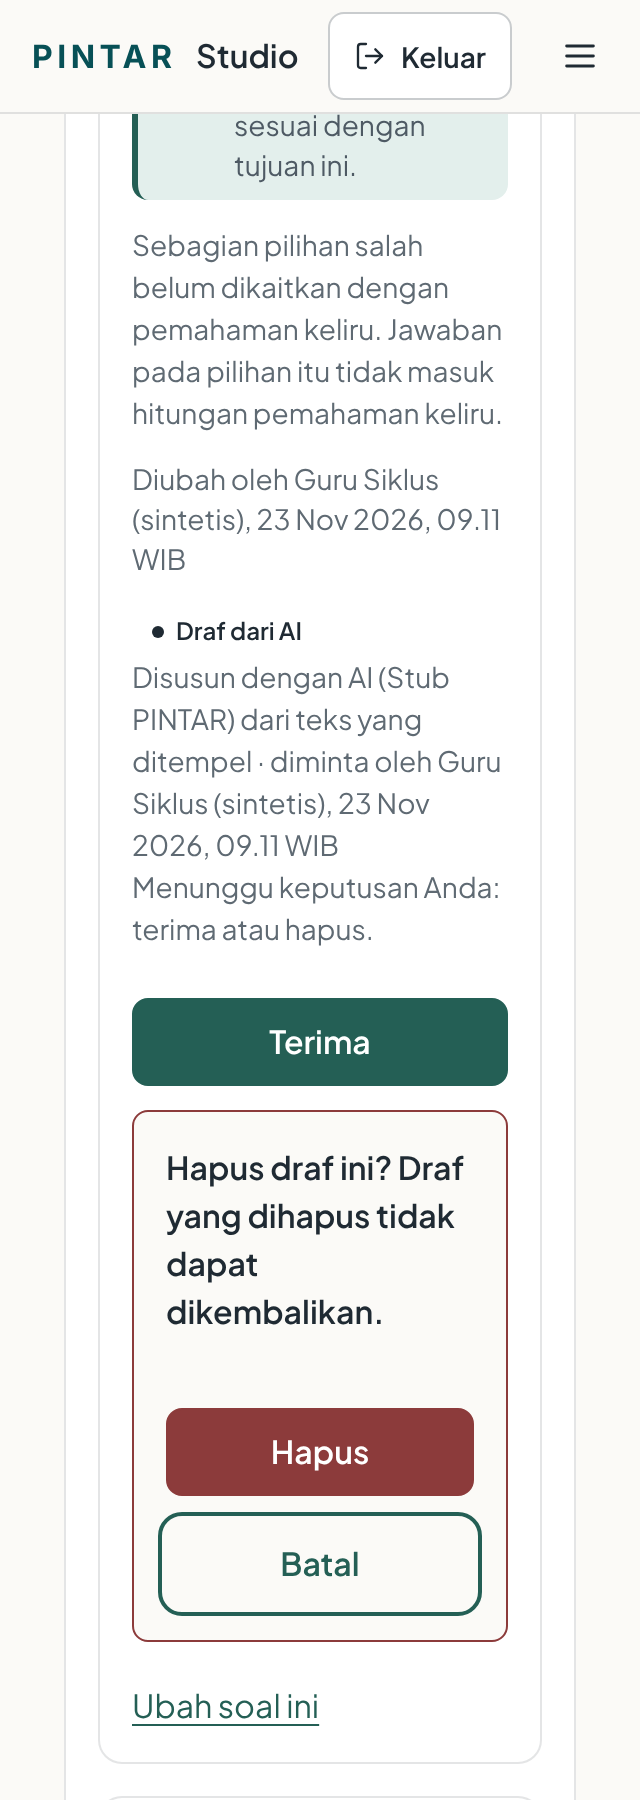 PINTAR Studio
Keluar
sesuai dengan
tujuan ini.
Sebagian pilihan salah
belum dikaitkan dengan
pemahaman keliru. Jawaban
pada pilihan itu tidak masuk
hitungan pemahaman keliru.
Diubah oleh Guru Siklus
(sintetis), 23 Nov 2026, 09.11
WIB
Draf dari AI
Disusun dengan AI (Stub
PINTAR) dari teks yang
ditempel · diminta oleh Guru
Siklus (sintetis), 23 Nov
2026, 09.11 WIB
Menunggu keputusan Anda:
terima atau hapus.
Terima
Hapus draf ini? Draf
yang dihapus tidak
dapat
dikembalikan.
Hapus
Batal
Ubah soal ini